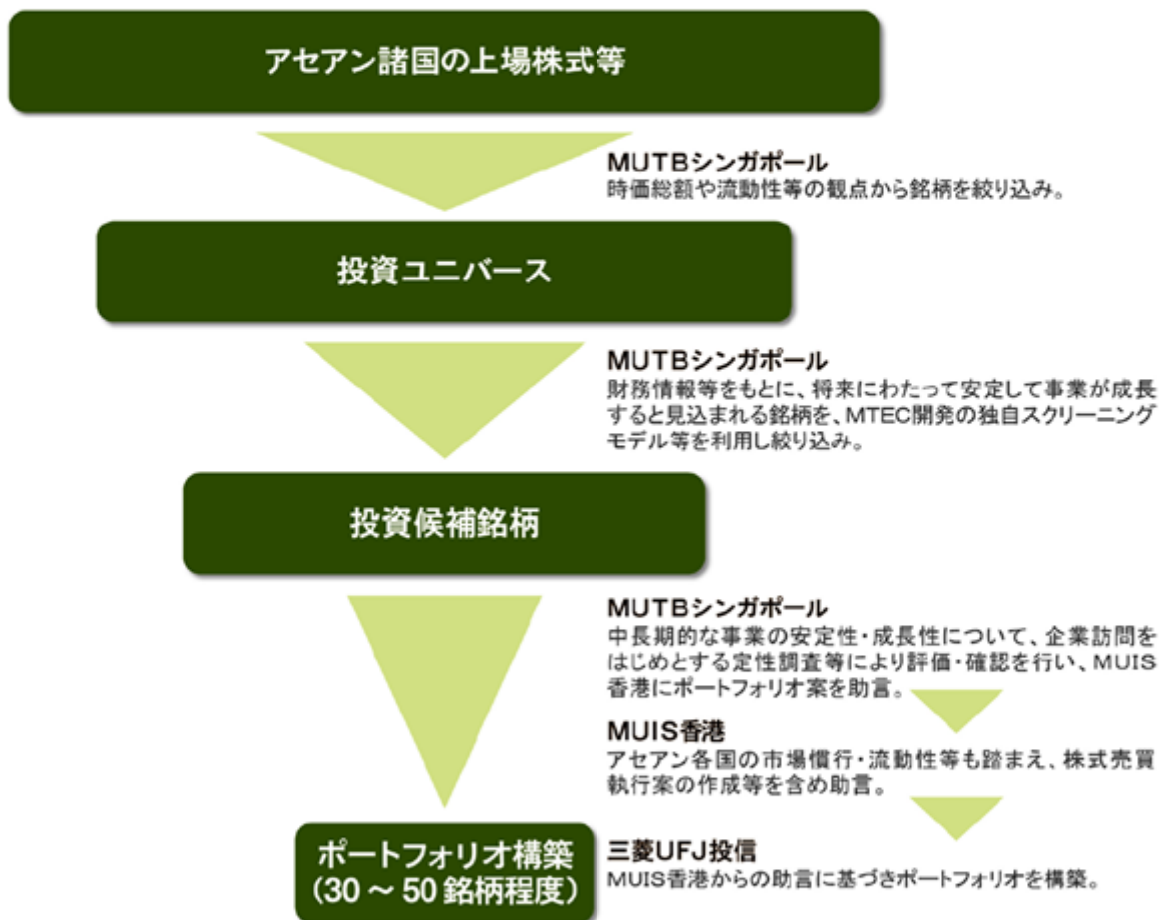 アセアン諸国の上場株式等
MUTBシンガポール
時価総額や流動性等の観点から銘柄を絞り込み。
投資ユニバース
MUTBシンガポール
財務情報等をもとに、将来にわたって安定して事業が成長
すると見込まれる銘柄を、MTEC開発の独自スクリーニング
モデル等を利用し絞り込み。
投資候補銘柄
MUTBシンガポール
中長期的な事業の安定性・成長性について、企業訪問を
はじめとする定性調査等により評価・確認を行い、MUIS
香港にポートフォリオ案を助言。
MUIS香港
アセアン各国の市場慣行・流動性等も踏まえ、株式売買
執行案の作成等を含め助言。
ポートフォリオ構築
(30～50銘柄程度)
三菱UFJ投信
MUIS香港からの助言に基づきポートフォリオを構築。